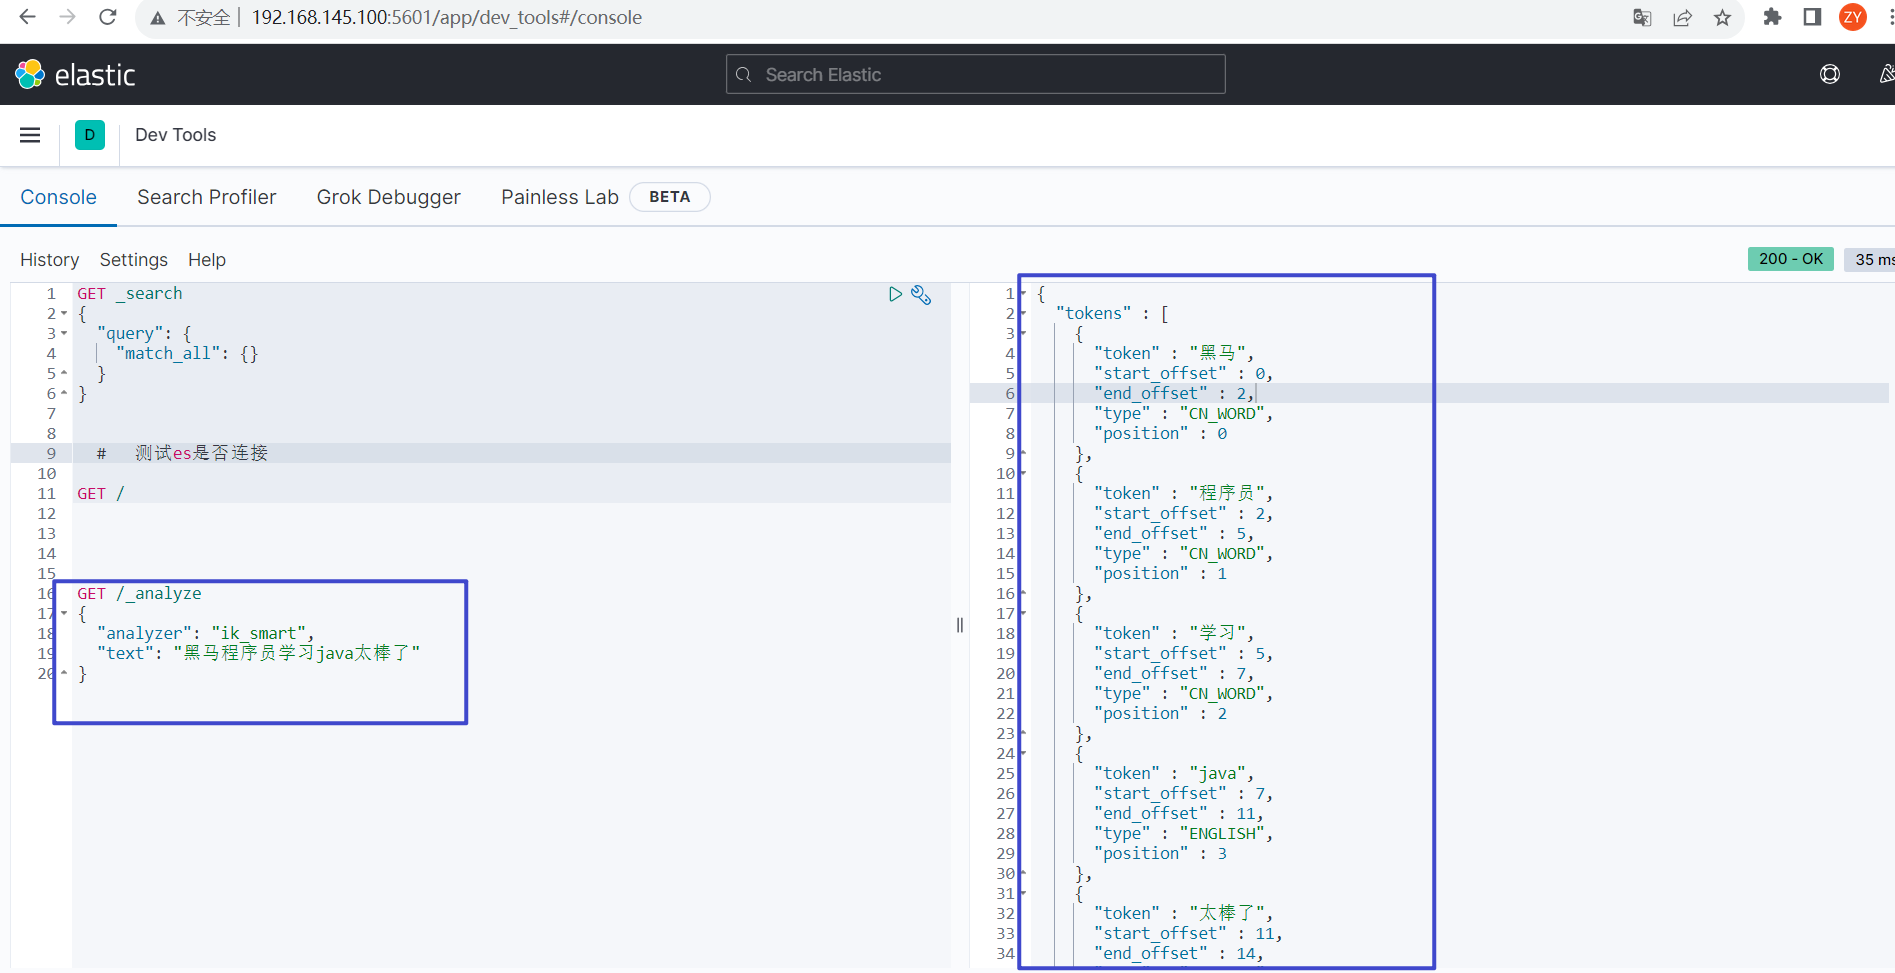 不安全 192.168.145.100:5601/app/dev_tools#/console
ZY
elastic
Search Elastic
D
Dev Tools
Console Search Profiler Grok Debugger Painless Lab BETA
History Settings Help
200 - OK 35 ms
1 GET _search
2 {
3 "query": {
4 "match_all": {}
5 }
6 }
7
8
9 # 测试es是否连接
10
11 GET /
12
13
14
15
16 GET /_analyze
17 {
18 "analyzer": "ik_smart",
19 "text": "黑马程序员学习java太棒了"
20 }
1 {
2 "tokens" : [
3 {
4 "token" : "黑马",
5 "start_offset" : 0,
6 "end_offset" : 2,
7 "type" : "CN_WORD",
8 "position" : 0
9 },
10 {
11 "token" : "程序员",
12 "start_offset" : 2,
13 "end_offset" : 5,
14 "type" : "CN_WORD",
15 "position" : 1
16 },
17 {
18 "token" : "学习",
19 "start_offset" : 5,
20 "end_offset" : 7,
21 "type" : "CN_WORD",
22 "position" : 2
23 },
24 {
25 "token" : "java",
26 "start_offset" : 7,
27 "end_offset" : 11,
28 "type" : "ENGLISH",
29 "position" : 3
30 },
31 {
32 "token" : "太棒了",
33 "start_offset" : 11,
34 "end_offset" : 14,